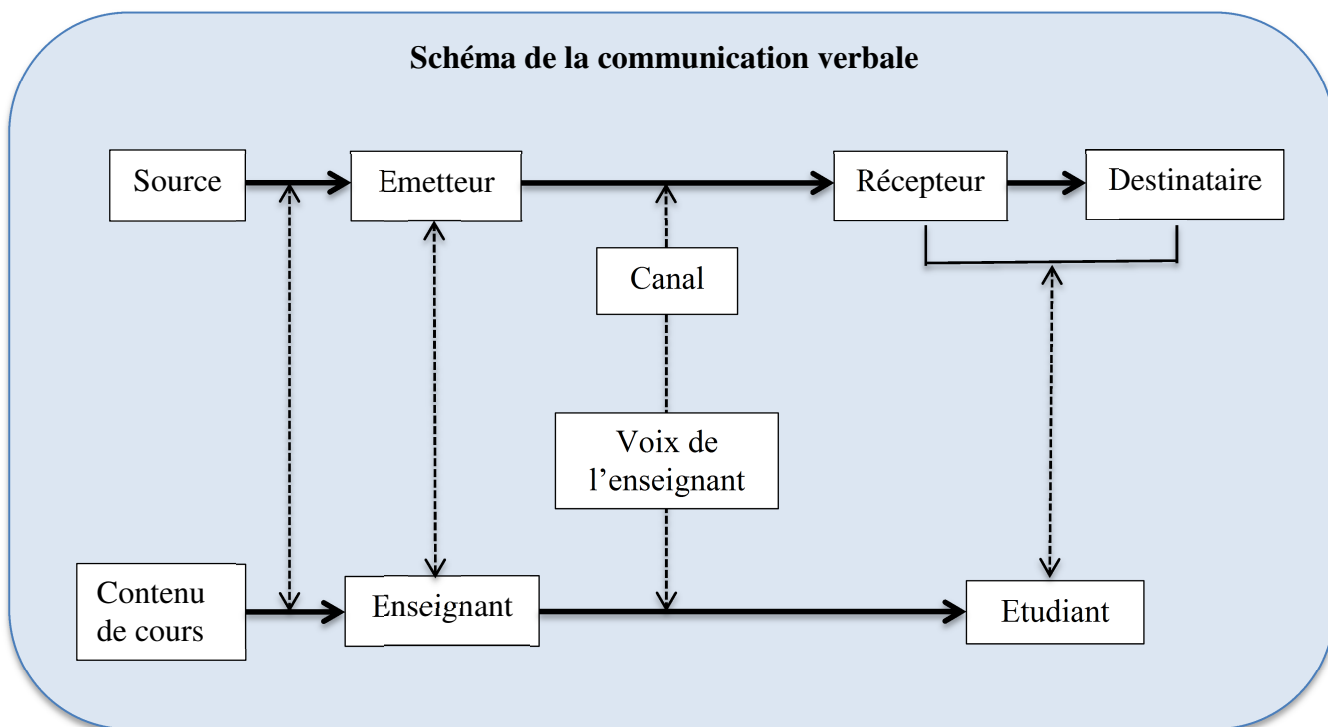 Schéma de la communication verbale
Source
Emetteur
Récepteur
Destinataire
Canal
Voix de
l’enseignant
Contenu
de cours
Enseignant
Etudiant